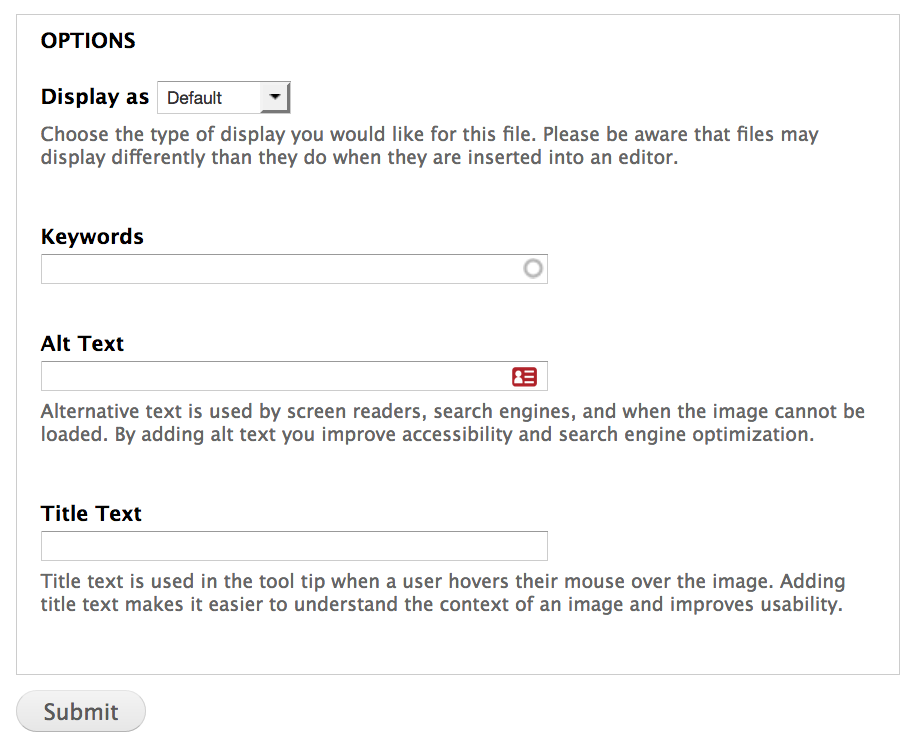 OPTIONS
Display as Default
Choose the type of display you would like for this file. Please be aware that files may
display differently than they do when they are inserted into an editor.
Keywords
Alt Text
Alternative text is used by screen readers, search engines, and when the image cannot be
loaded. By adding alt text you improve accessibility and search engine optimization.
Title Text
Title text is used in the tool tip when a user hovers their mouse over the image. Adding
title text makes it easier to understand the context of an image and improves usability.
Submit